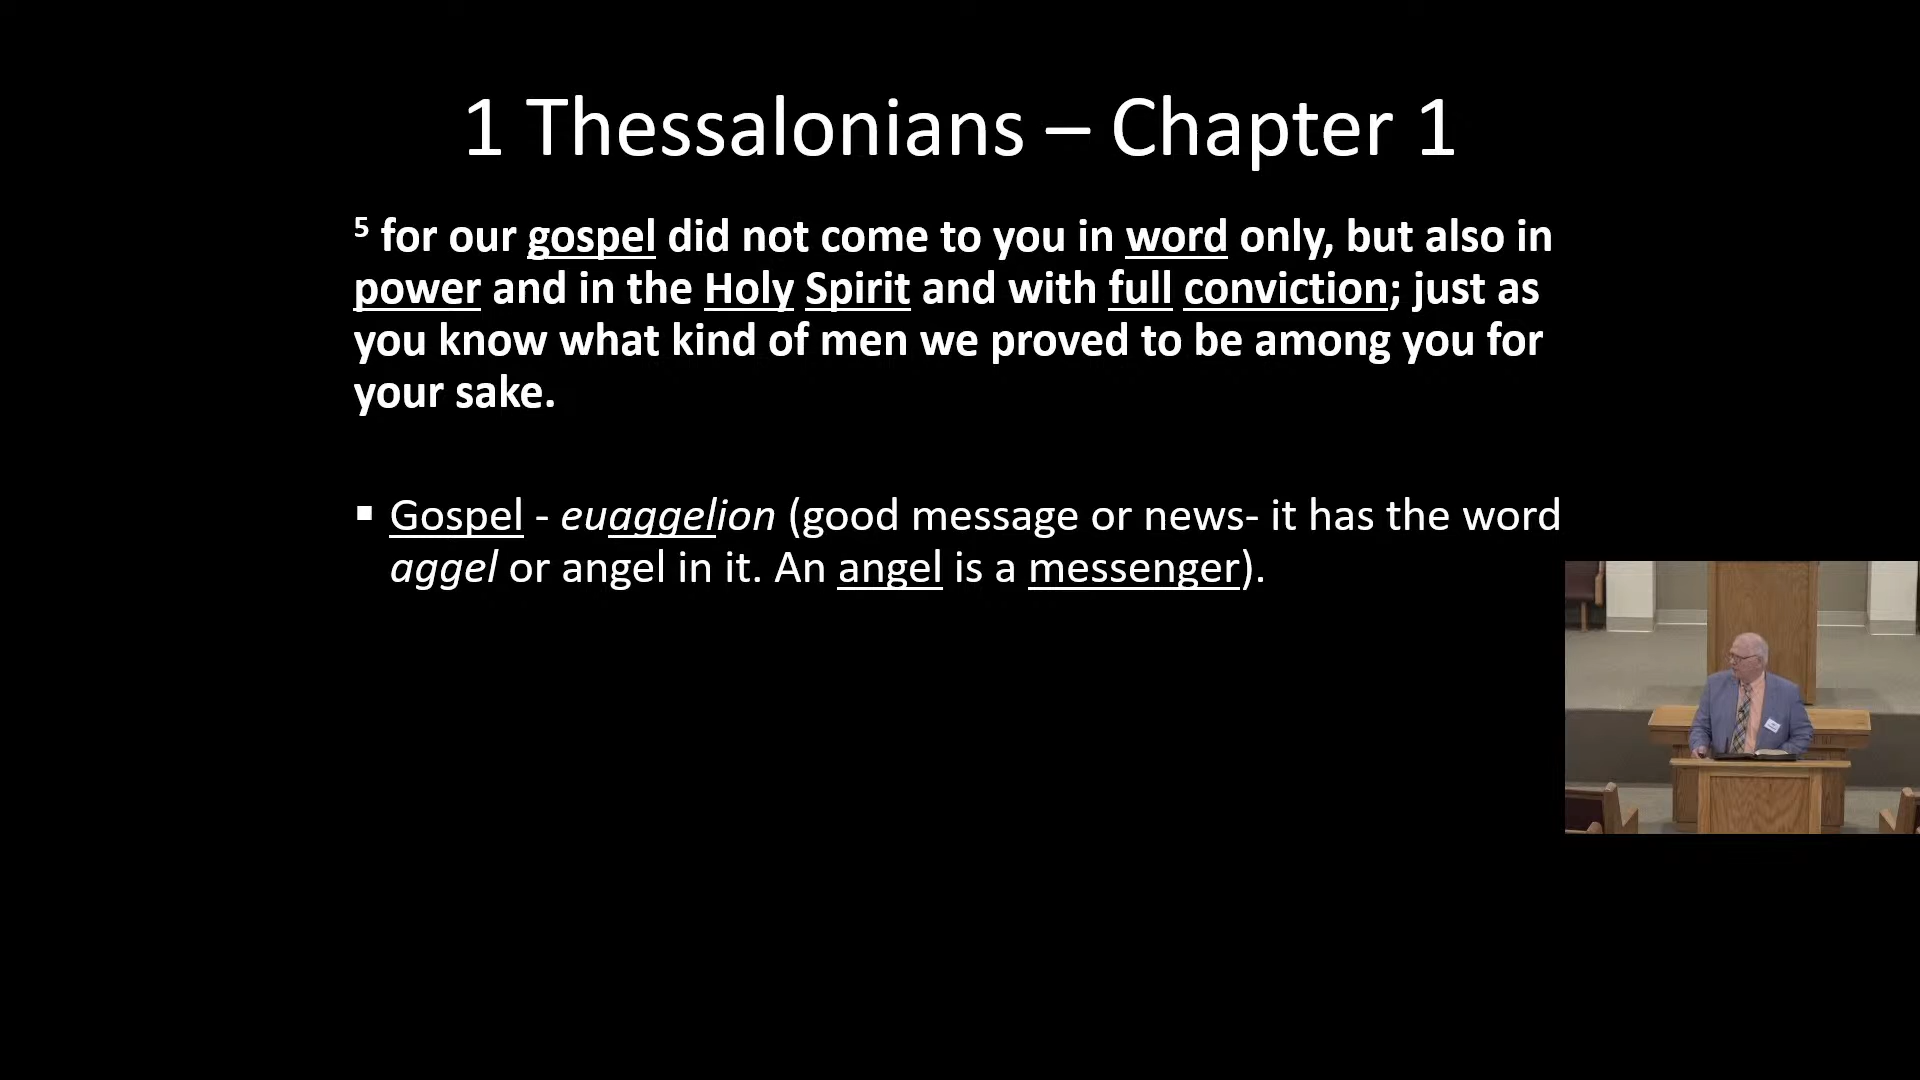 1 Thessalonians – Chapter 1
5 for our gospel did not come to you in word only, but also in
power and in the Holy Spirit and with full conviction; just as
you know what kind of men we proved to be among you for
your sake.
▪ Gospel - euaggelion (good message or news- it has the word
aggel or angel in it. An angel is a messenger).